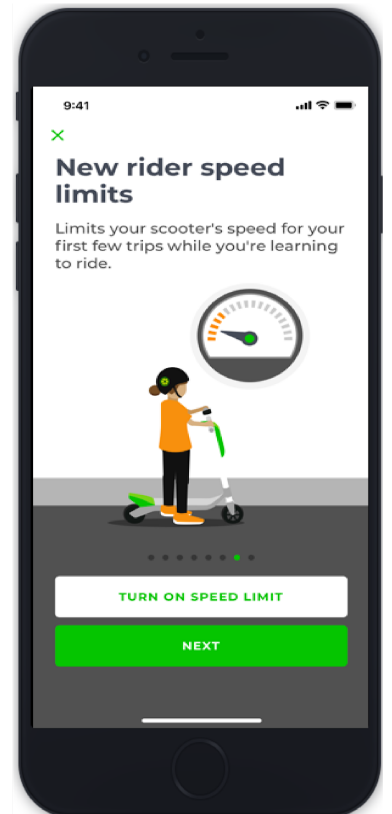 9:41
New rider speed
limits
Limits your scooter's speed for your
first few trips while you're learning
to ride.
TURN ON SPEED LIMIT
NEXT